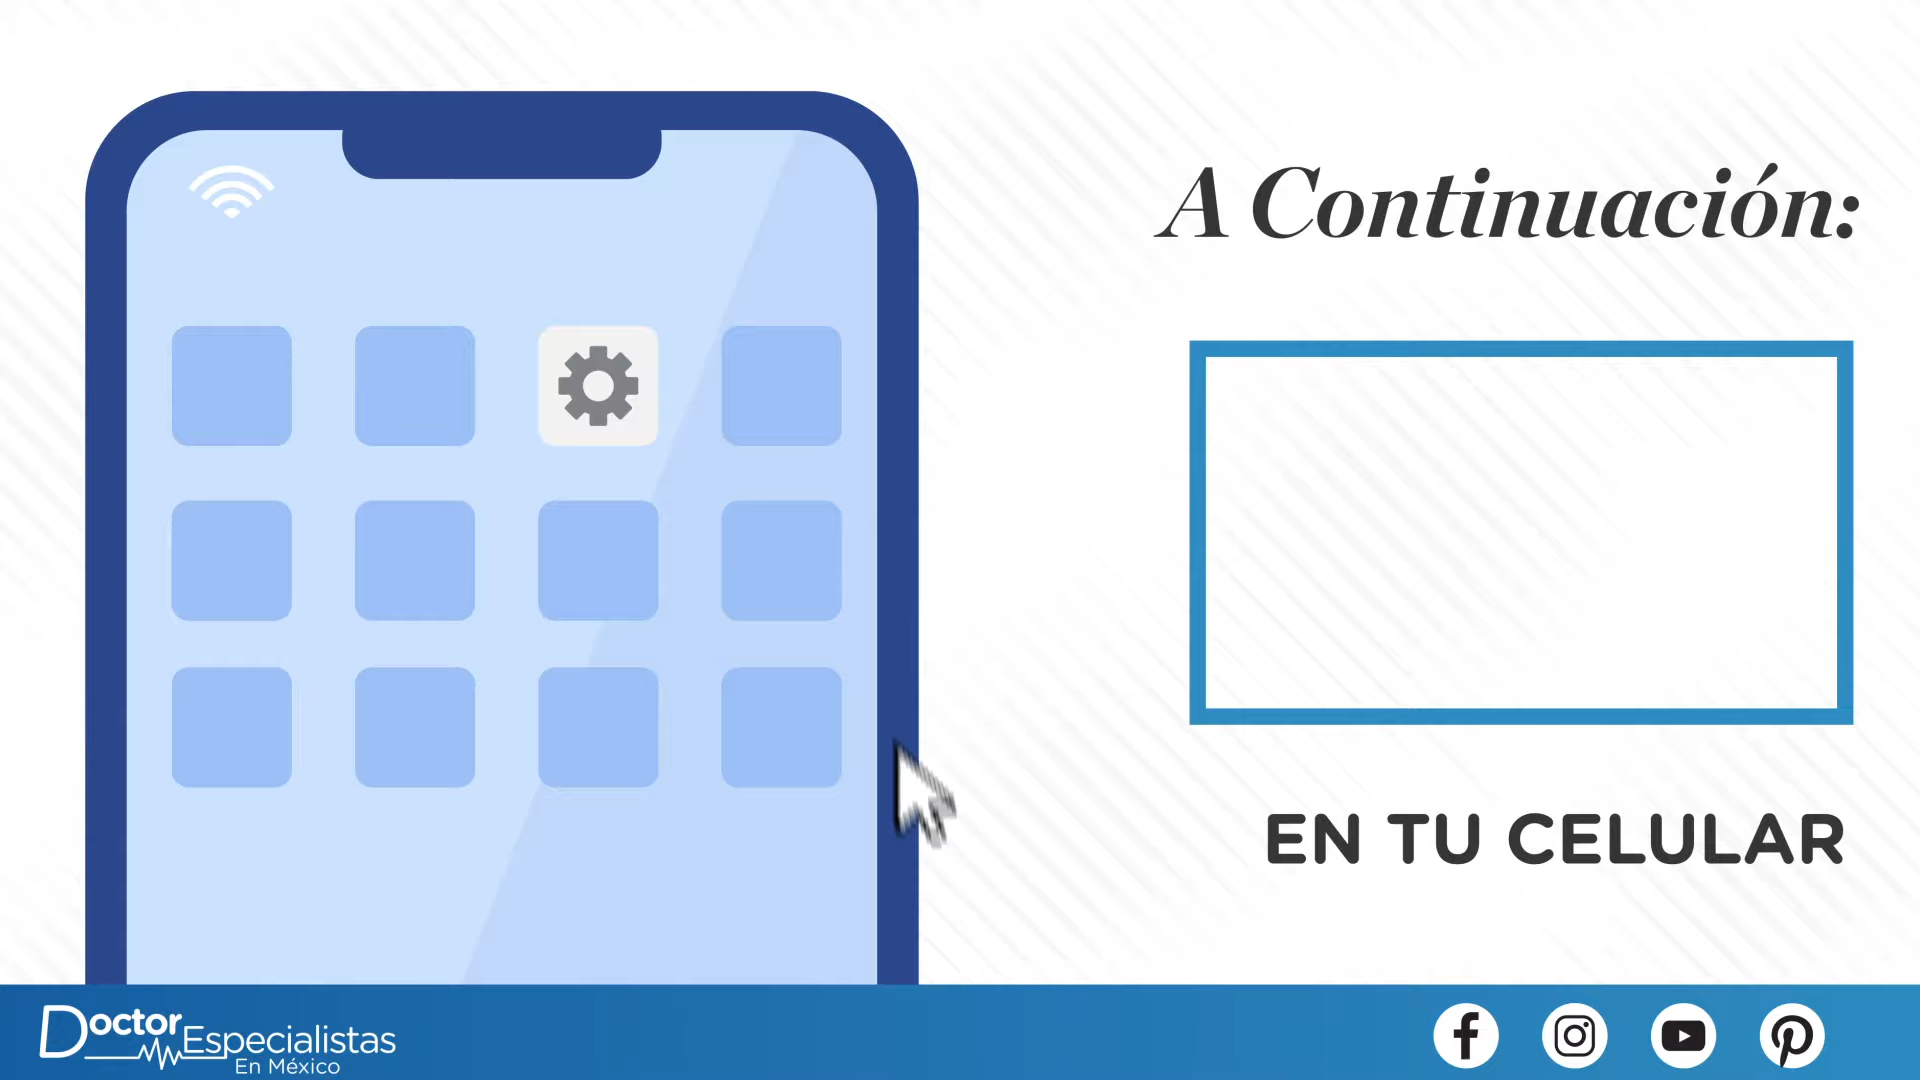 A Continuación:
EN TU CELULAR
Doctor
Especialistas
En México